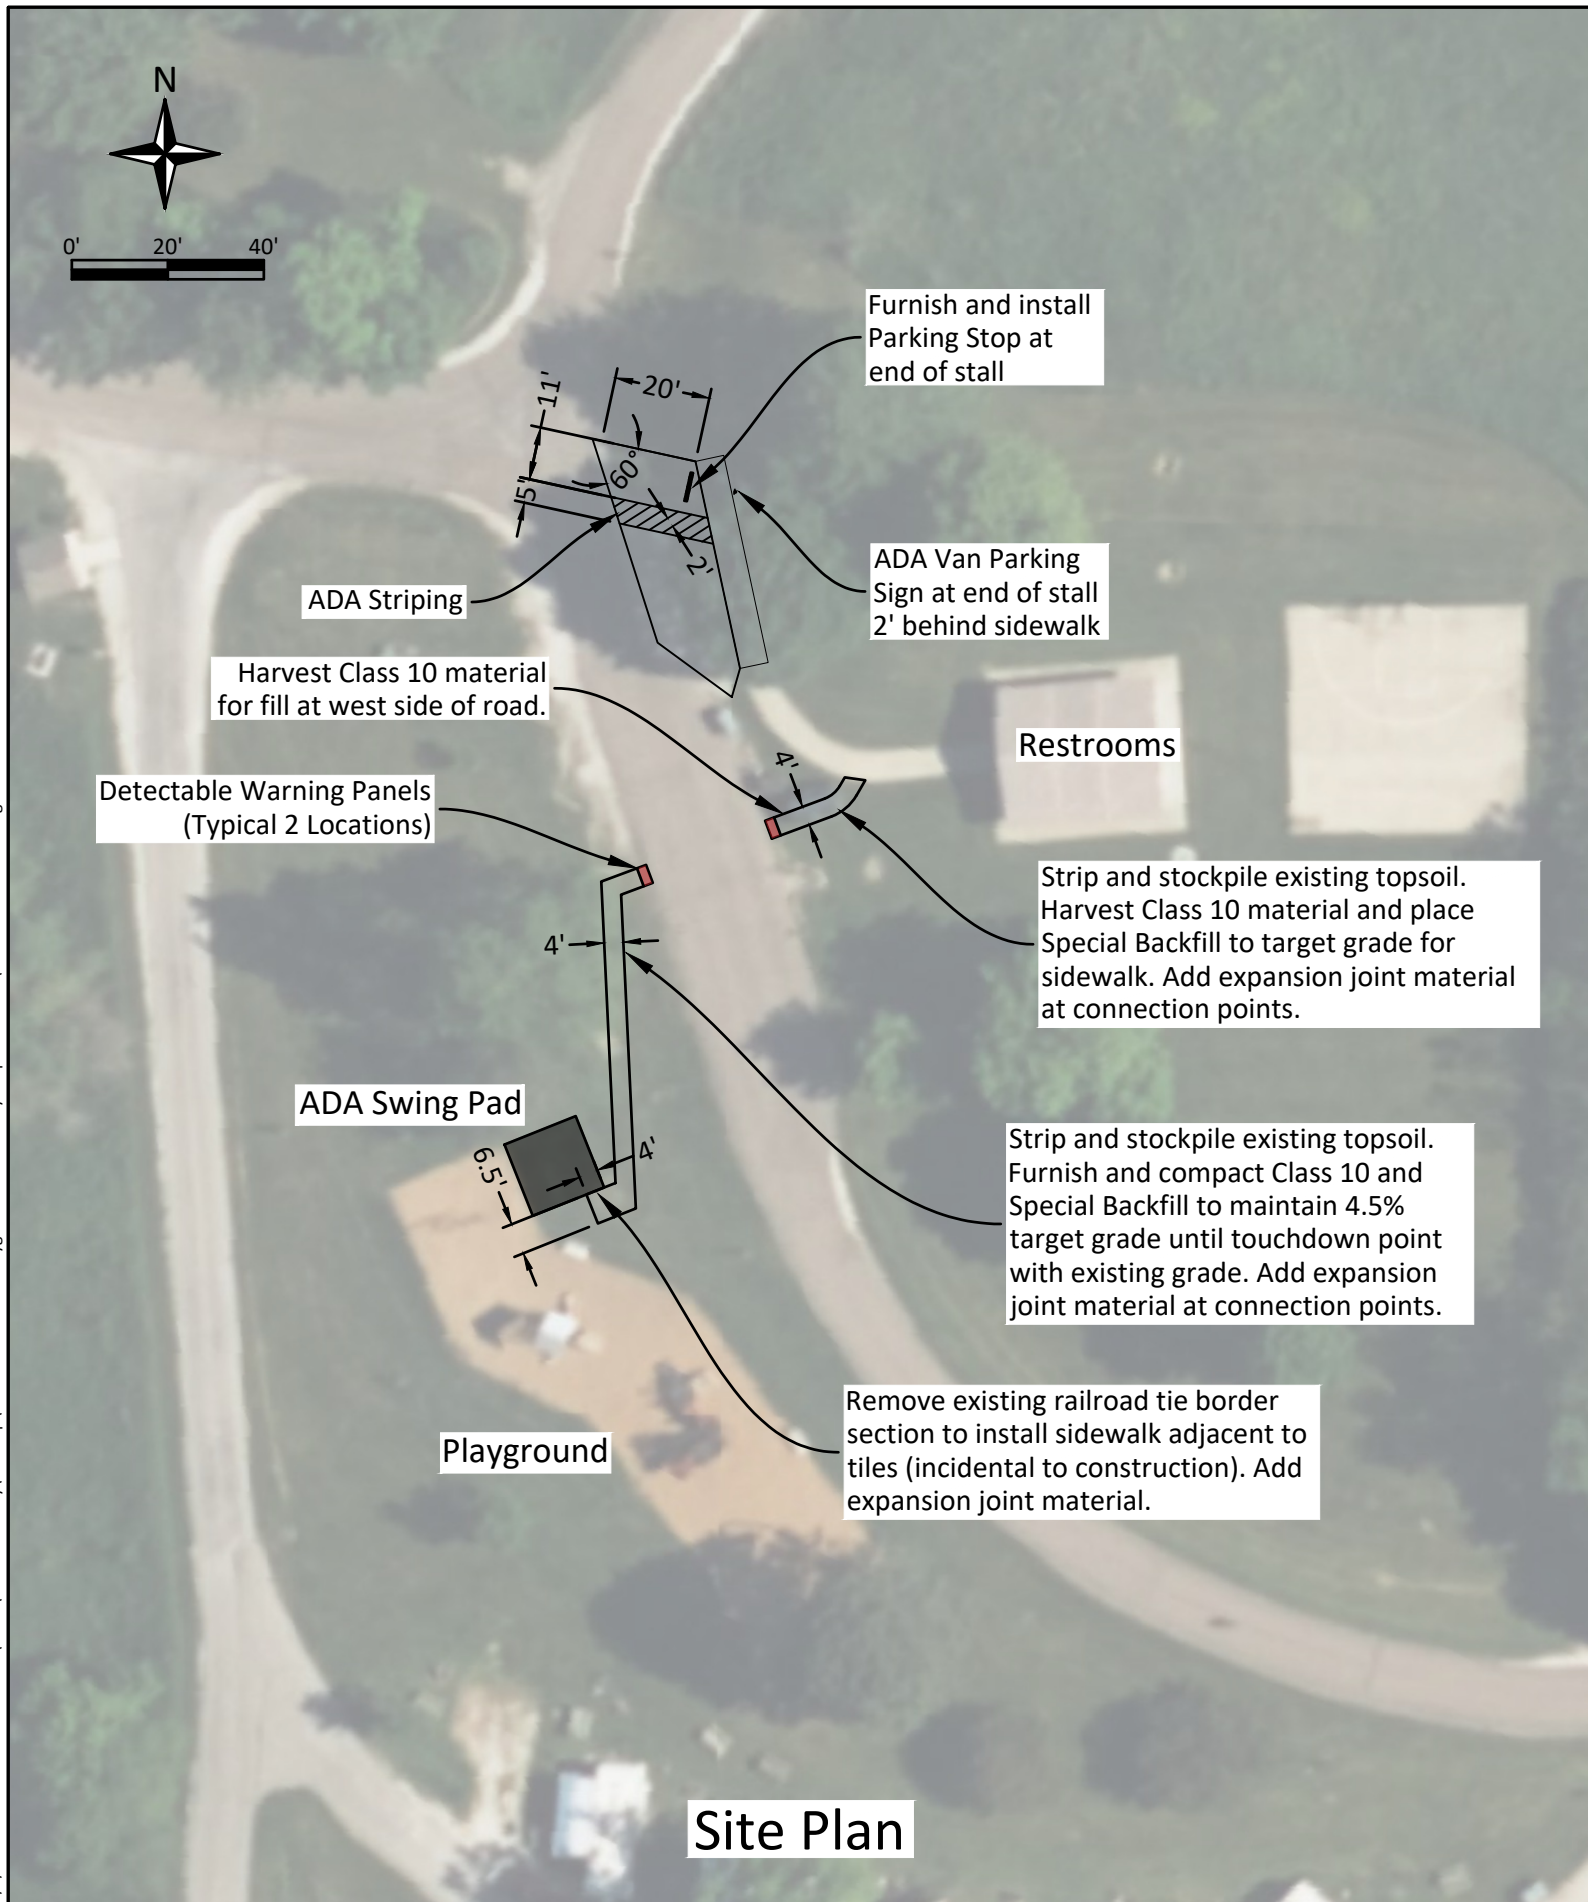 N
0' 20' 40'
Furnish and install
Parking Stop at
end of stall
11'
20'
60°
5'
2'
ADA Van Parking
Sign at end of stall
2' behind sidewalk
ADA Striping
Harvest Class 10 material
for fill at west side of road.
Restrooms
4'
Detectable Warning Panels
(Typical 2 Locations)
Strip and stockpile existing topsoil.
Harvest Class 10 material and place
Special Backfill to target grade for
sidewalk. Add expansion joint material
at connection points.
4'
ADA Swing Pad
4'
6.5'
Strip and stockpile existing topsoil.
Furnish and compact Class 10 and
Special Backfill to maintain 4.5%
target grade until touchdown point
with existing grade. Add expansion
joint material at connection points.
Remove existing railroad tie border
section to install sidewalk adjacent to
tiles (incidental to construction). Add
expansion joint material.
Playground
Site Plan